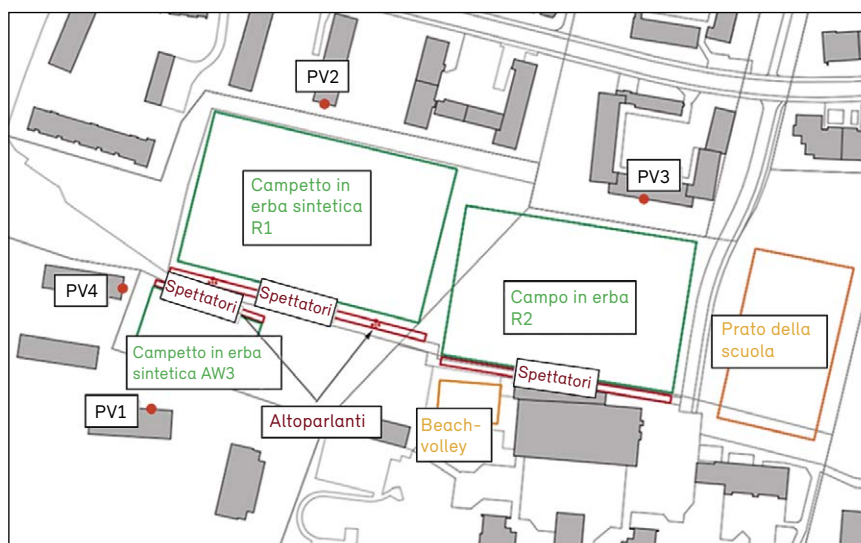 PV2
PV3
Campetto in
erba sintetica
R1
PV4
Spettatori
Spettatori
Campo in erba
R2
Prato della
scuola
Campetto in erba
sintetica AW3
Spettatori
PV1
Altoparlanti
Beach-
volley